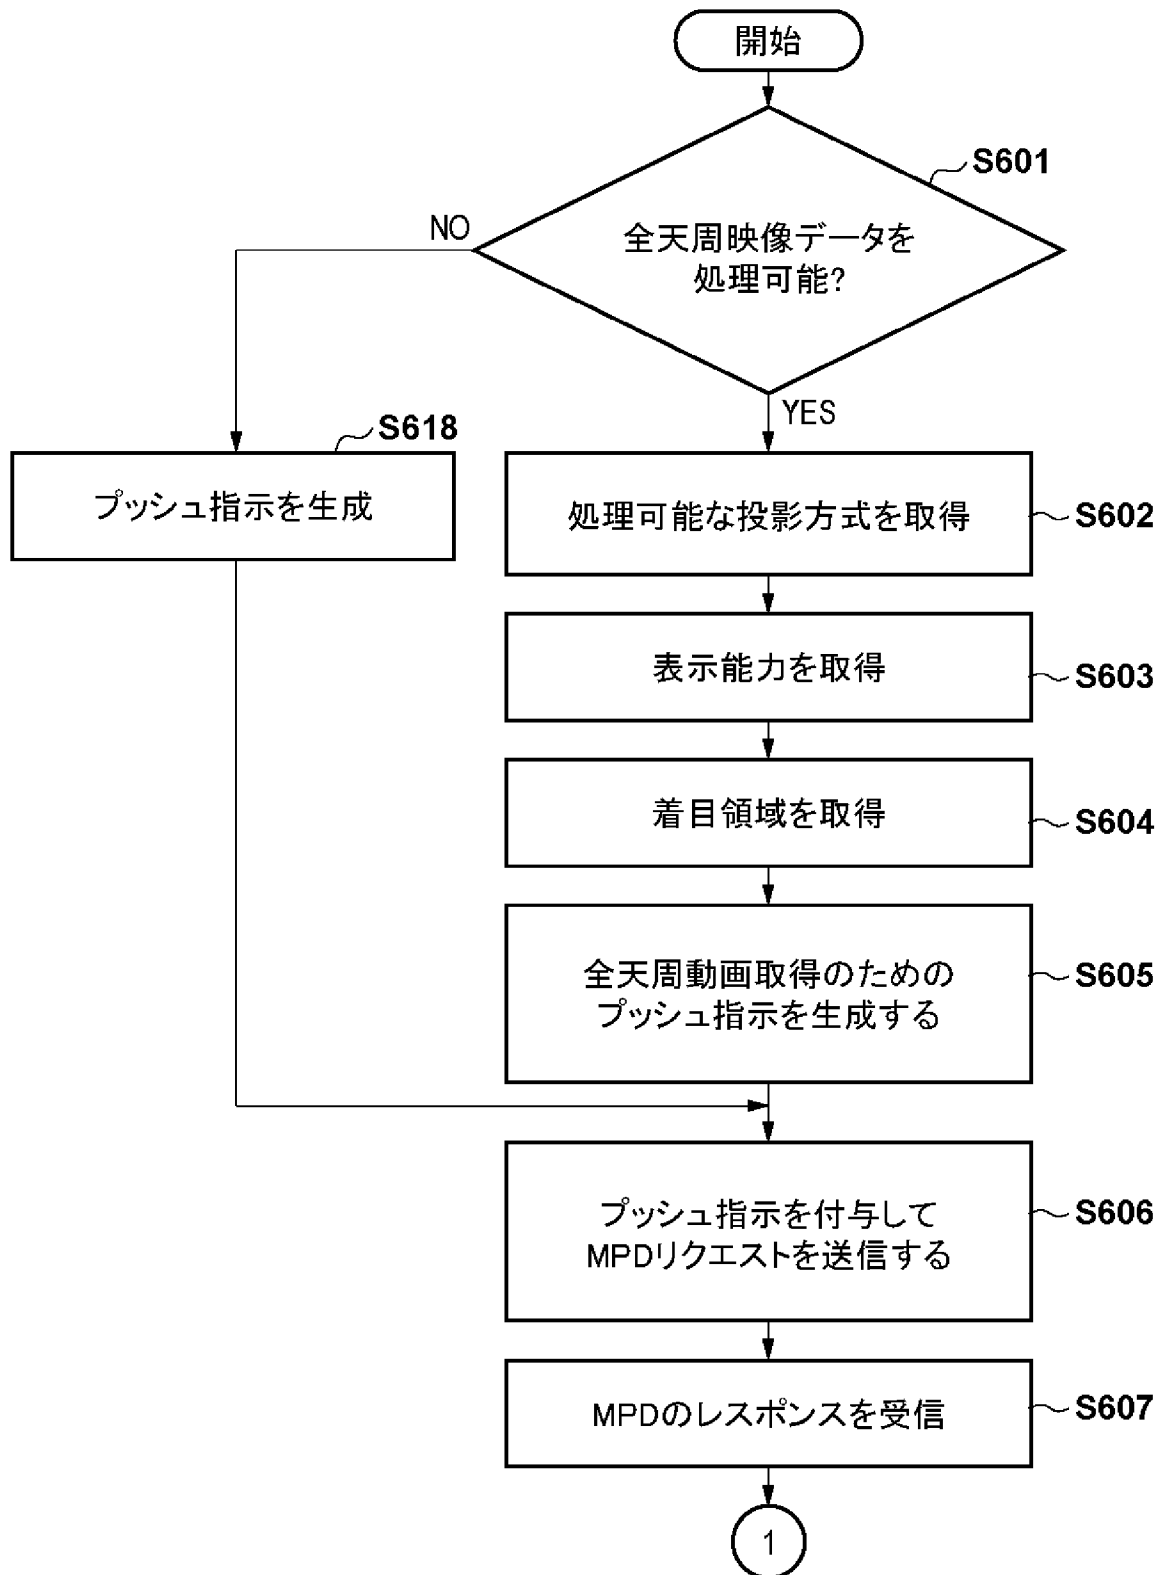 開始
S601
全天周映像データを
処理可能?
NO
YES
S618
プッシュ指示を生成
処理可能な投影方式を取得
S602
表示能力を取得
S603
着目領域を取得
S604
全天周動画取得のための
プッシュ指示を生成する
S605
プッシュ指示を付与して
MPDリクエストを送信する
S606
MPDのレスポンスを受信
S607
1